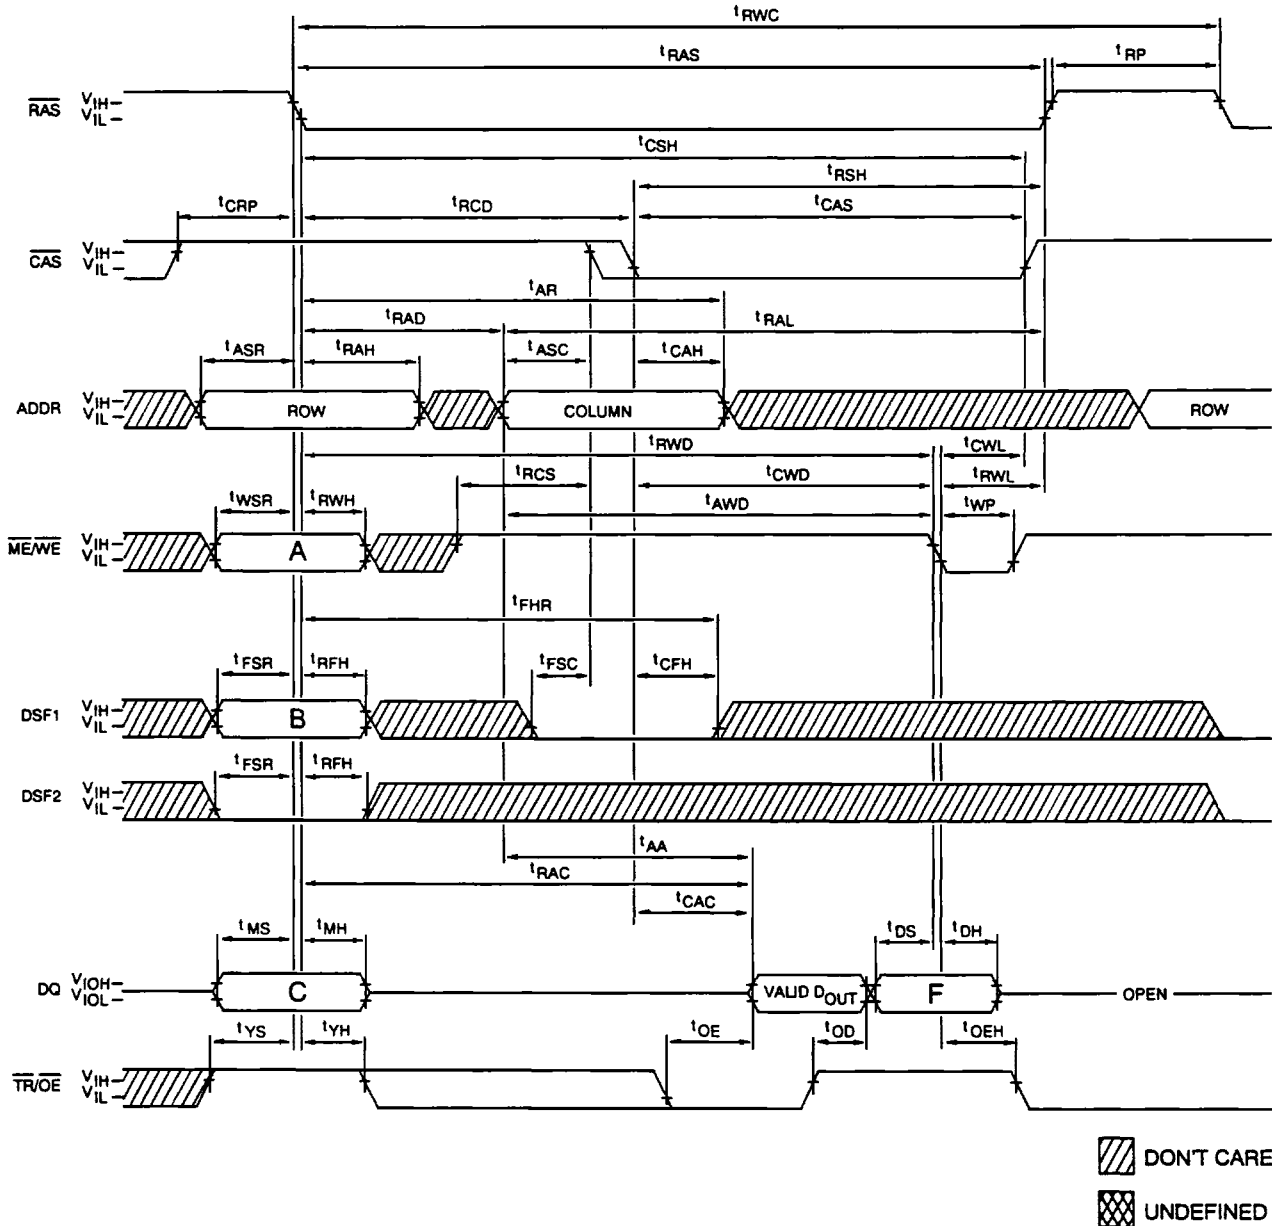 tRWC
tRAS tRP
RAS VIH
VIL
tCSH
tRSH
tCRP tRCD tCAS
CAS VIH
VIL
tAR
tRAD tRAL
tASR tRAH tASC tCAH
ADDR VIH
VIL
ROW COLUMN ROW
tRWD tCWL
tRCS tCWD tRWL
tWSR tRWH tAWD tWP
ME/WE VIH
VIL
A
tFHR
tFSR tRFH tFSC tCFH
DSF1 VIH
VIL
B
tFSR tRFH
DSF2 VIH
VIL
tAA
tRAC
tCAC
tMS tMH tDS tDH
DQ VIOH
VIOL
C VALID DOUT F OPEN
tYS tYH tOE tOD tOEH
TR/OE VIH
VIL
DON'T CARE
UNDEFINED